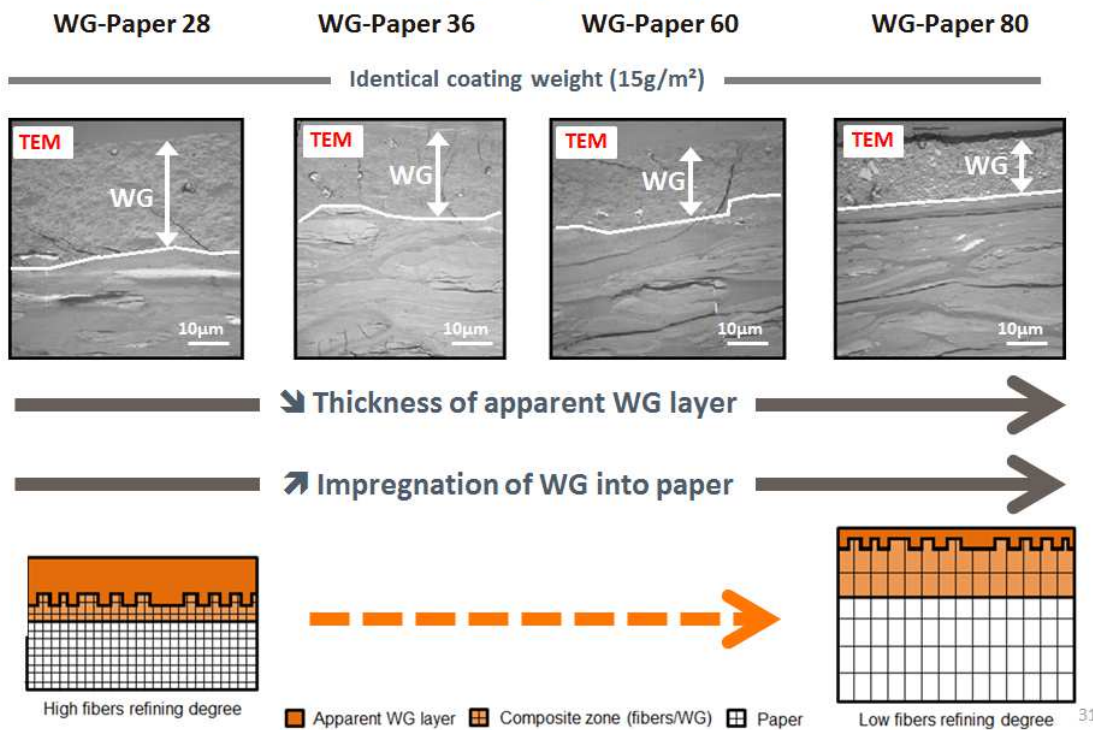 WG-Paper 28 WG-Paper 36 WG-Paper 60 WG-Paper 80
Identical coating weight (15g/m²)
TEM TEM TEM TEM
WG WG WG WG
10µm 10µm 10µm 10µm
➘ Thickness of apparent WG layer
➚ Impregnation of WG into paper
High fibers refining degree
Apparent WG layer Composite zone (fibers/WG) Paper
Low fibers refining degree
31